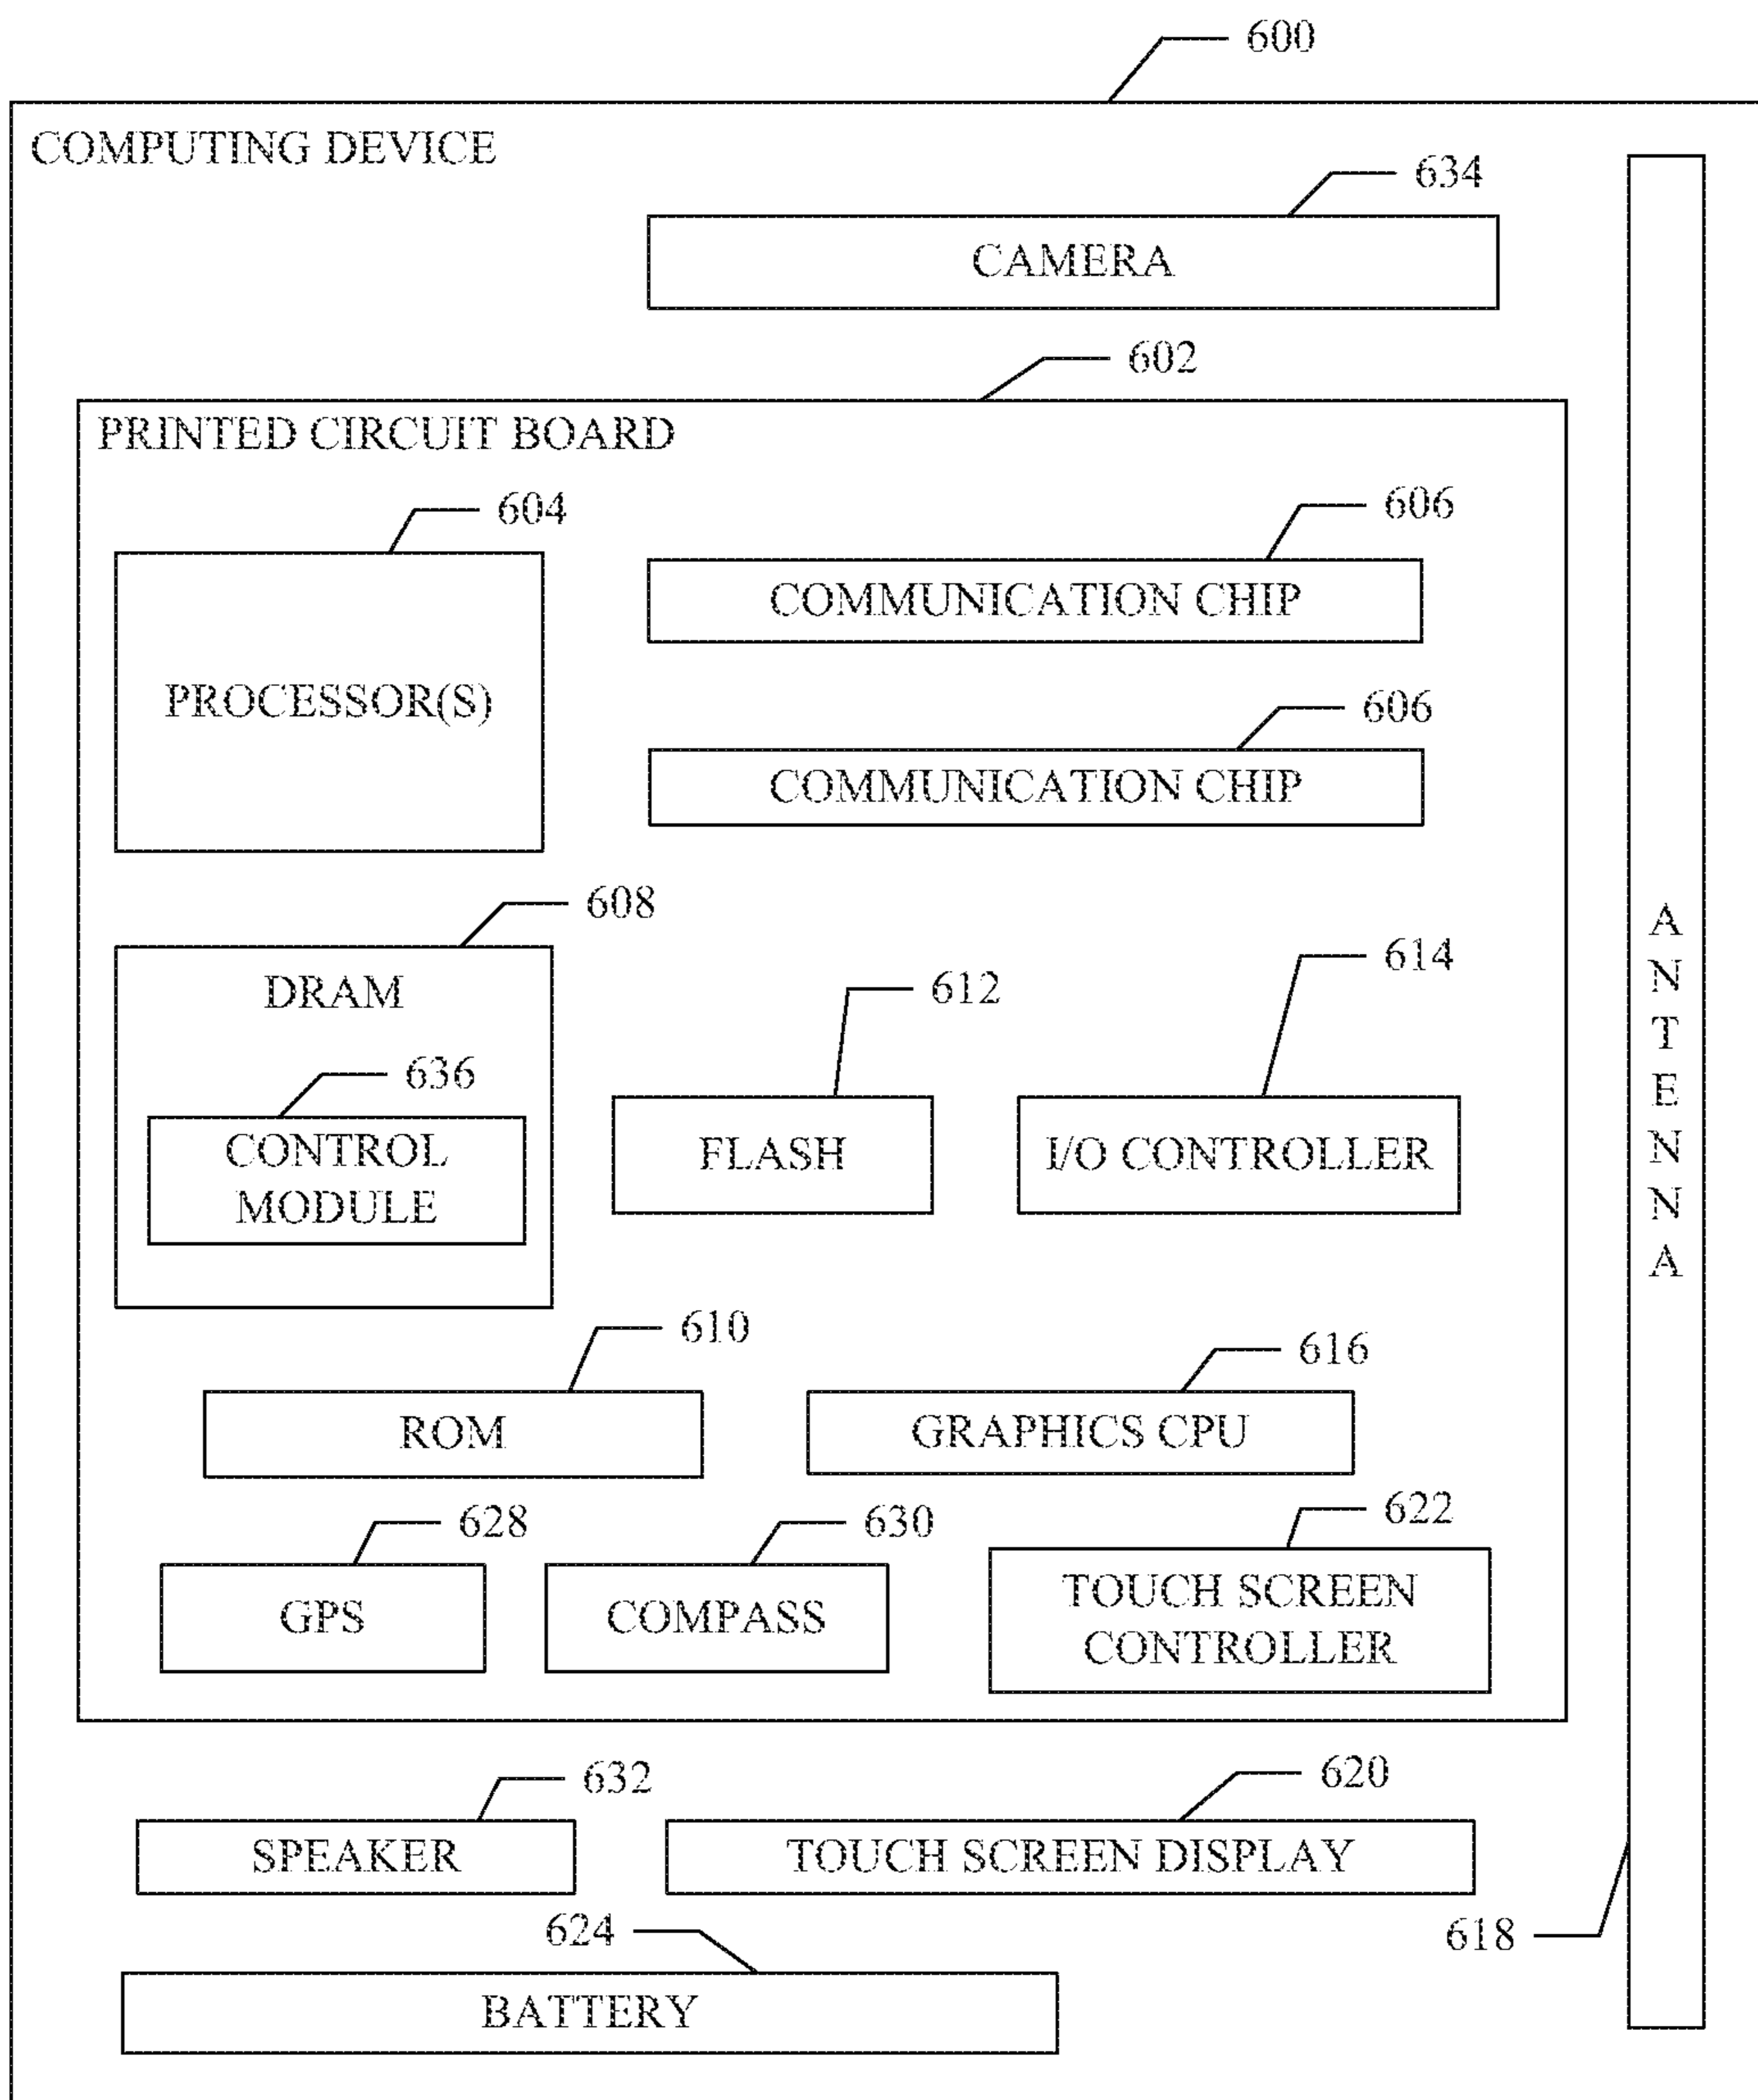 600
COMPUTING DEVICE
634
CAMERA
602
PRINTED CIRCUIT BOARD
604
PROCESSOR(S)
606
COMMUNICATION CHIP
606
COMMUNICATION CHIP
608
DRAM
636
CONTROL
MODULE
612
FLASH
614
I/O CONTROLLER
610
ROM
616
GRAPHICS CPU
628
GPS
630
COMPASS
622
TOUCH SCREEN
CONTROLLER
632
SPEAKER
620
TOUCH SCREEN DISPLAY
624
BATTERY
618
A
N
T
E
N
N
A